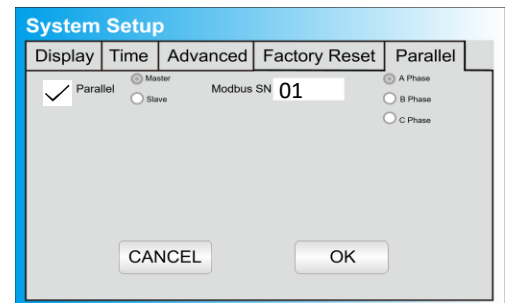 System Setup
Display Time Advanced Factory Reset Parallel
Parallel
Master
Slave
Modbus SN 01
A Phase
B Phase
C Phase
CANCEL OK